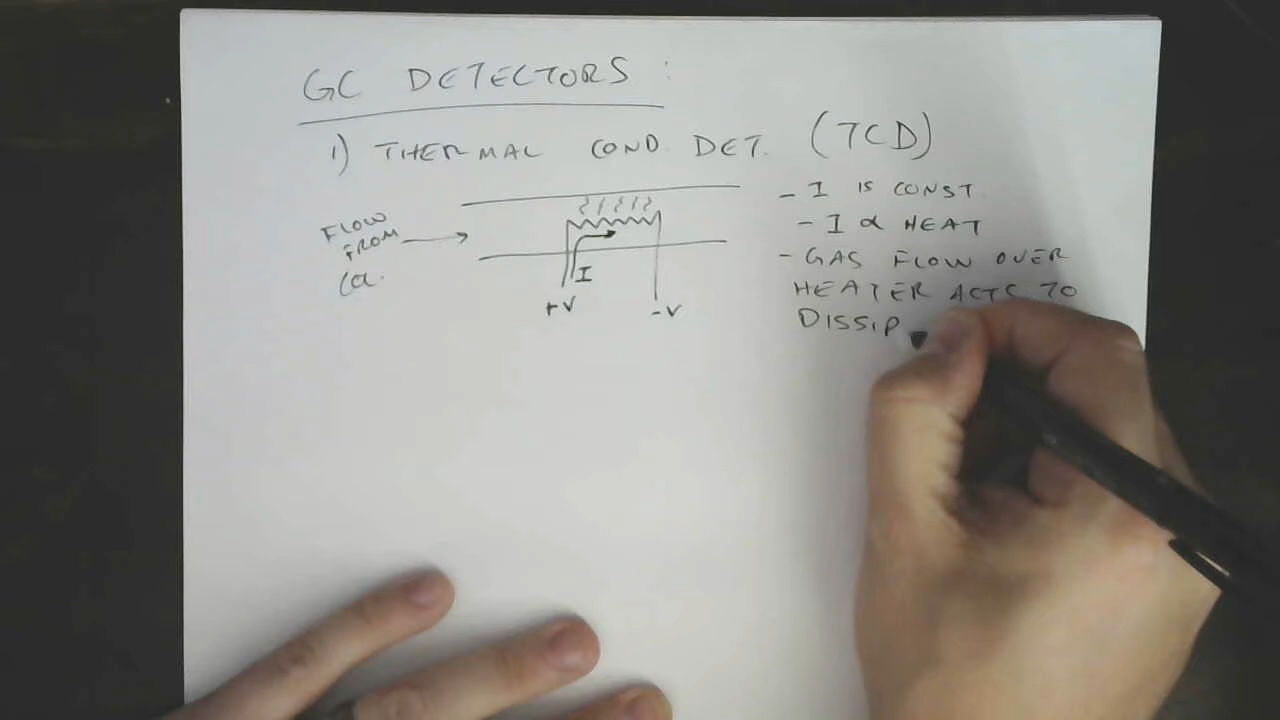 GC DETECTORS :
1) THERMAL COND. DET. (TCD)
- I IS CONST.
- I α HEAT
- GAS FLOW OVER
HEATER ACTS TO
DISSIP
FLOW
FROM
Col.
I
+V
-V